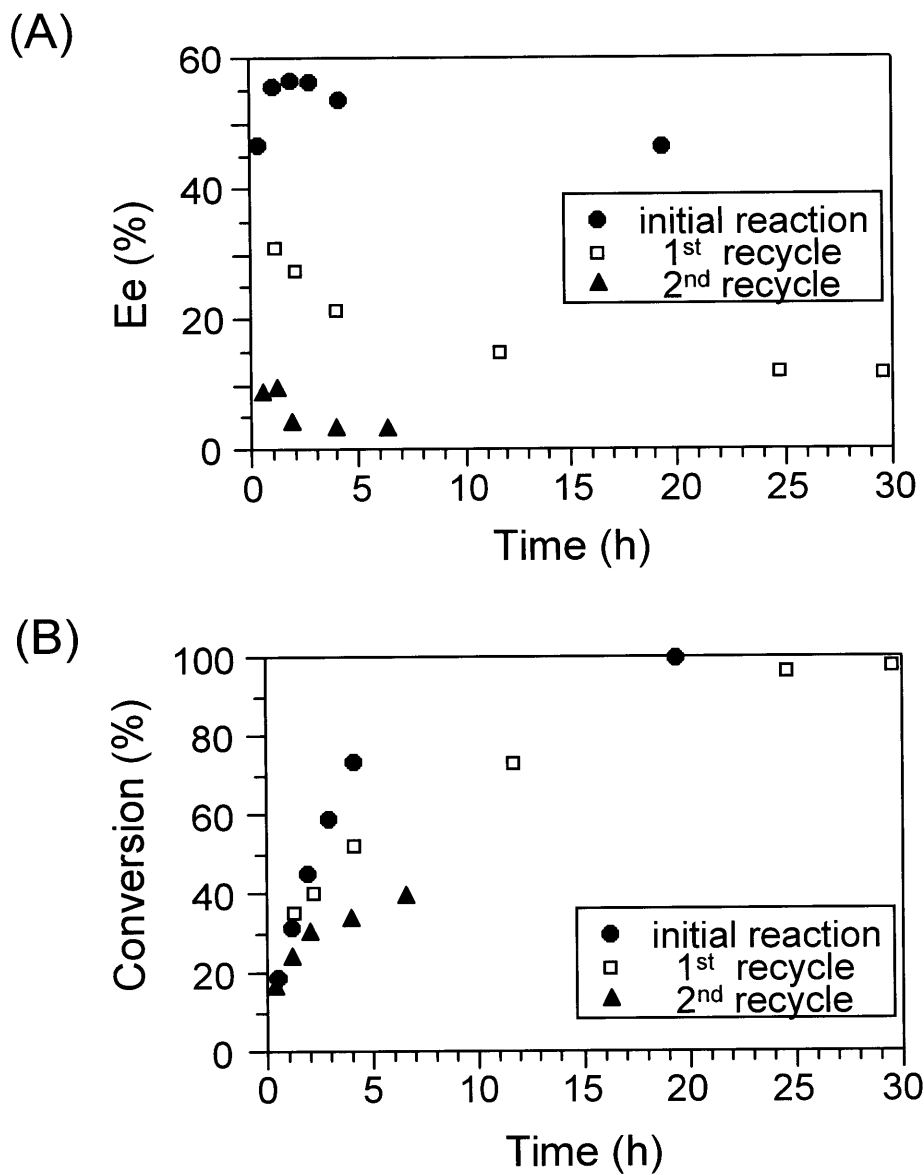 (A)
60
40
20
0
Ee (%)
initial reaction
1st recycle
2nd recycle
0 5 10 15 20 25 30
Time (h)
(B)
100
80
60
40
20
0
Conversion (%)
initial reaction
1st recycle
2nd recycle
0 5 10 15 20 25 30
Time (h)